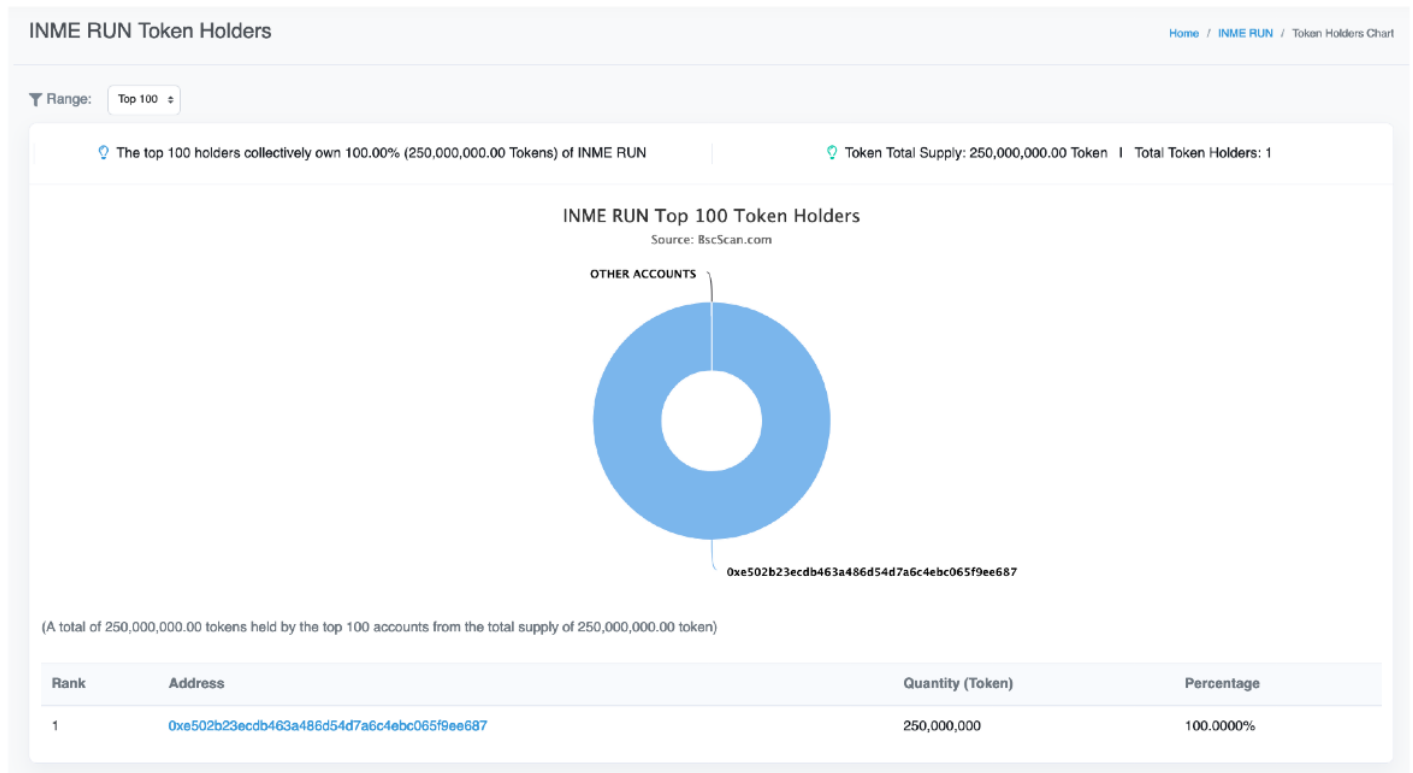 INME RUN Token Holders
Home / INME RUN / Token Holders Chart
Range: Top 100
The top 100 holders collectively own 100.00% (250,000,000.00 Tokens) of INME RUN
Token Total Supply: 250,000,000.00 Token | Total Token Holders: 1
INME RUN Top 100 Token Holders
Source: BscScan.com
OTHER ACCOUNTS
0xe502b23ecdb463a486d54d7a6c4ebc065f9ee687
(A total of 250,000,000.00 tokens held by the top 100 accounts from the total supply of 250,000,000.00 token)
Rank Address Quantity (Token) Percentage
1 0xe502b23ecdb463a486d54d7a6c4ebc065f9ee687 250,000,000 100.0000%